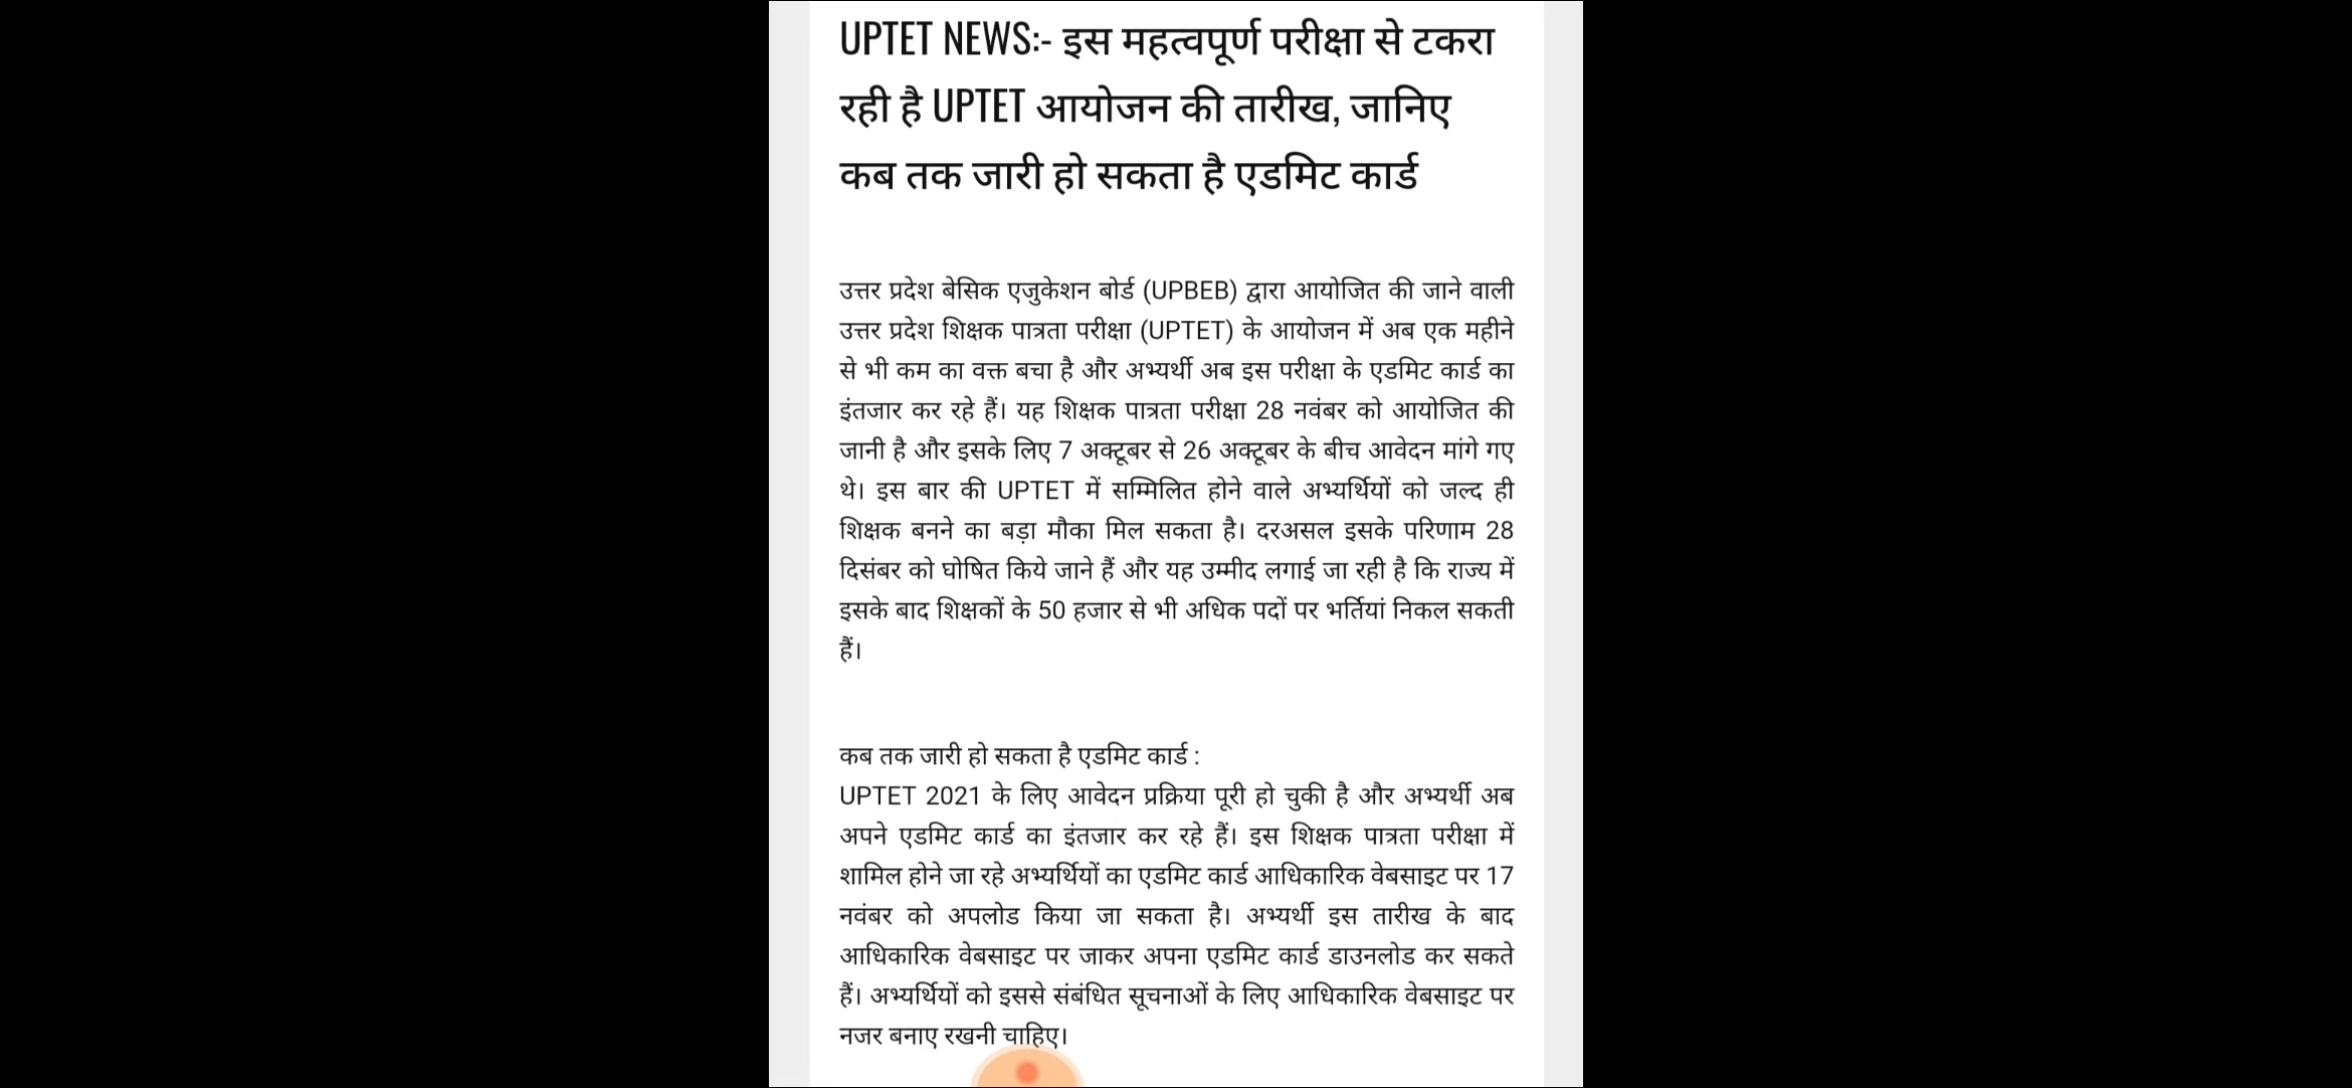 UPTET NEWS:- इस महत्वपूर्ण परीक्षा से टकरा
रही है UPTET आयोजन की तारीख, जानिए
कब तक जारी हो सकता है एडमिट कार्ड
उत्तर प्रदेश बेसिक एजुकेशन बोर्ड (UPBEB) द्वारा आयोजित की जाने वाली
उत्तर प्रदेश शिक्षक पात्रता परीक्षा (UPTET) के आयोजन में अब एक महीने
से भी कम का वक्त बचा है और अभ्यर्थी अब इस परीक्षा के एडमिट कार्ड का
इंतजार कर रहे हैं। यह शिक्षक पात्रता परीक्षा 28 नवंबर को आयोजित की
जानी है और इसके लिए 7 अक्टूबर से 26 अक्टूबर के बीच आवेदन मांगे गए
थे। इस बार की UPTET में सम्मिलित होने वाले अभ्यर्थियों को जल्द ही
शिक्षक बनने का बड़ा मौका मिल सकता है। दरअसल इसके परिणाम 28
दिसंबर को घोषित किये जाने हैं और यह उम्मीद लगाई जा रही है कि राज्य में
इसके बाद शिक्षकों के 50 हजार से भी अधिक पदों पर भर्तियां निकल सकती
हैं।
कब तक जारी हो सकता है एडमिट कार्ड :
UPTET 2021 के लिए आवेदन प्रक्रिया पूरी हो चुकी है और अभ्यर्थी अब
अपने एडमिट कार्ड का इंतजार कर रहे हैं। इस शिक्षक पात्रता परीक्षा में
शामिल होने जा रहे अभ्यर्थियों का एडमिट कार्ड आधिकारिक वेबसाइट पर 17
नवंबर को अपलोड किया जा सकता है। अभ्यर्थी इस तारीख के बाद
आधिकारिक वेबसाइट पर जाकर अपना एडमिट कार्ड डाउनलोड कर सकते
हैं। अभ्यर्थियों को इससे संबंधित सूचनाओं के लिए आधिकारिक वेबसाइट पर
नजर बनाए रखनी चाहिए।